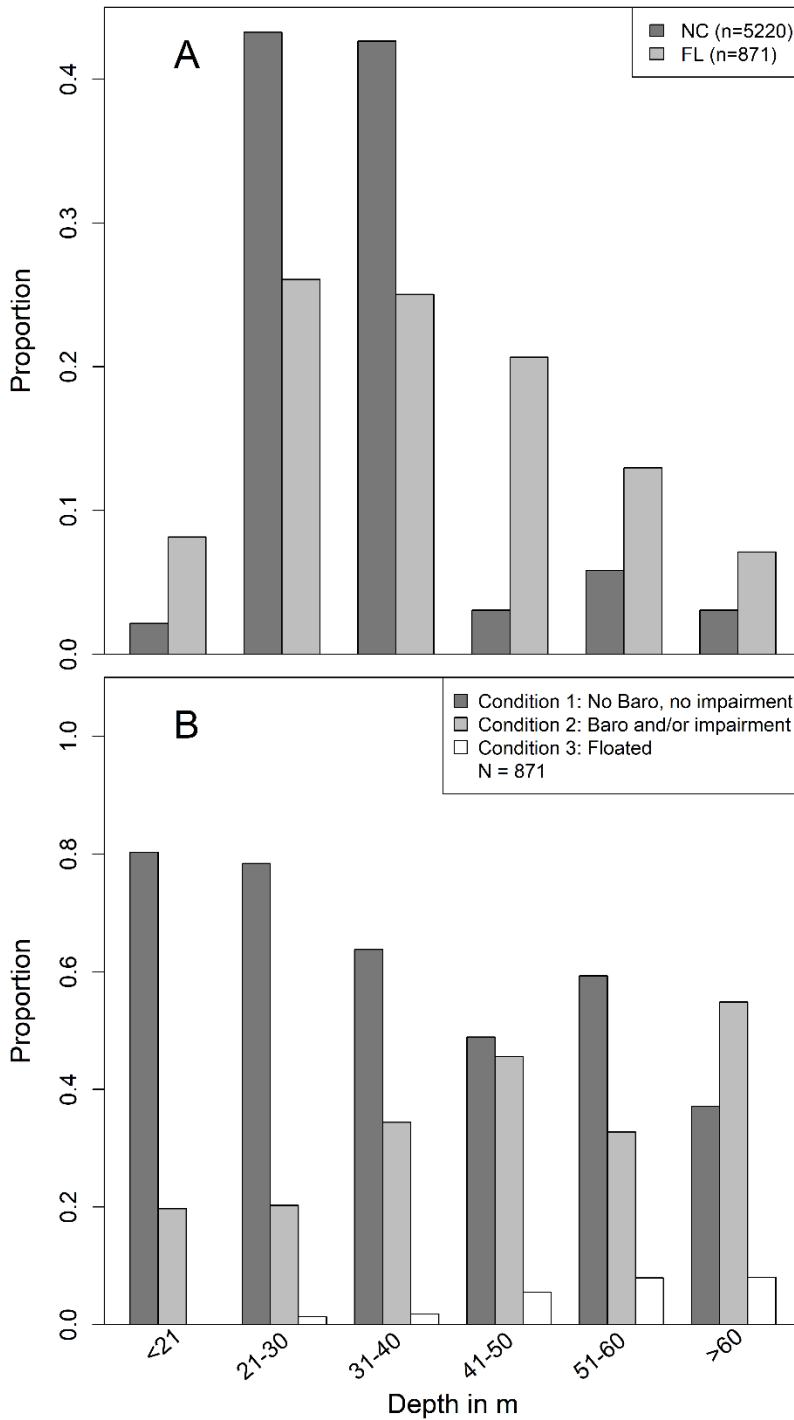 A
NC (n=5220)
FL (n=871)
Proportion
0.4
0.3
0.2
0.1
0.0
B
Condition 1: No Baro, no impairment
Condition 2: Baro and/or impairment
Condition 3: Floated
N = 871
Proportion
1.0
0.8
0.6
0.4
0.2
0.0
<21
21-30
31-40
41-50
51-60
>60
Depth in m